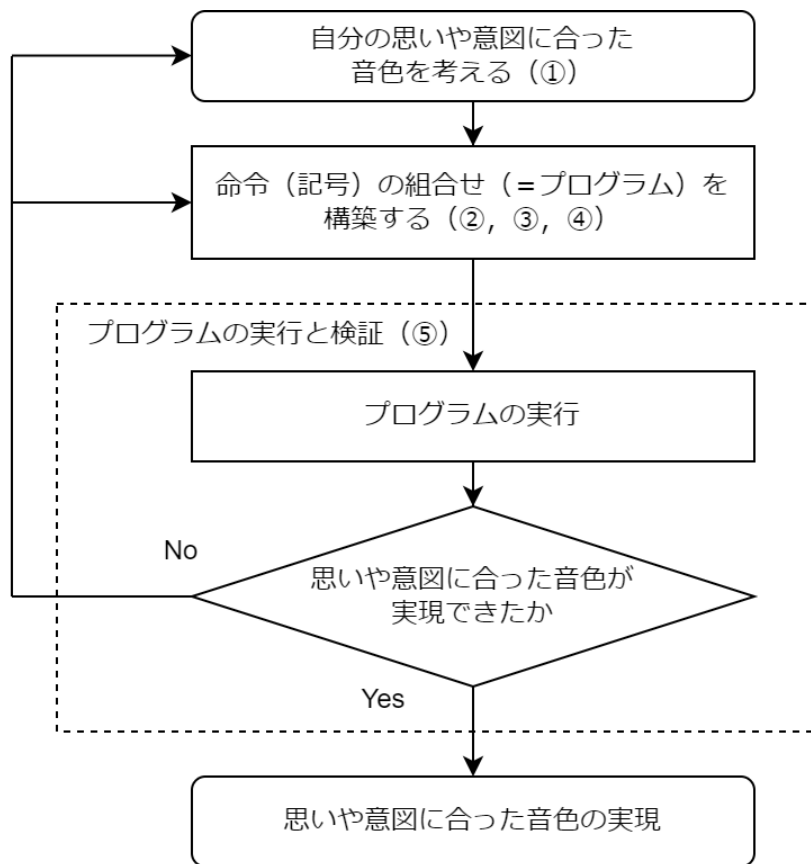 自分の思いや意図に合った
音色を考える（①）
命令（記号）の組合せ（＝プログラム）を
構築する（②，③，④）
プログラムの実行と検証（⑤）
プログラムの実行
No
思いや意図に合った音色が
実現できたか
Yes
思いや意図に合った音色の実現